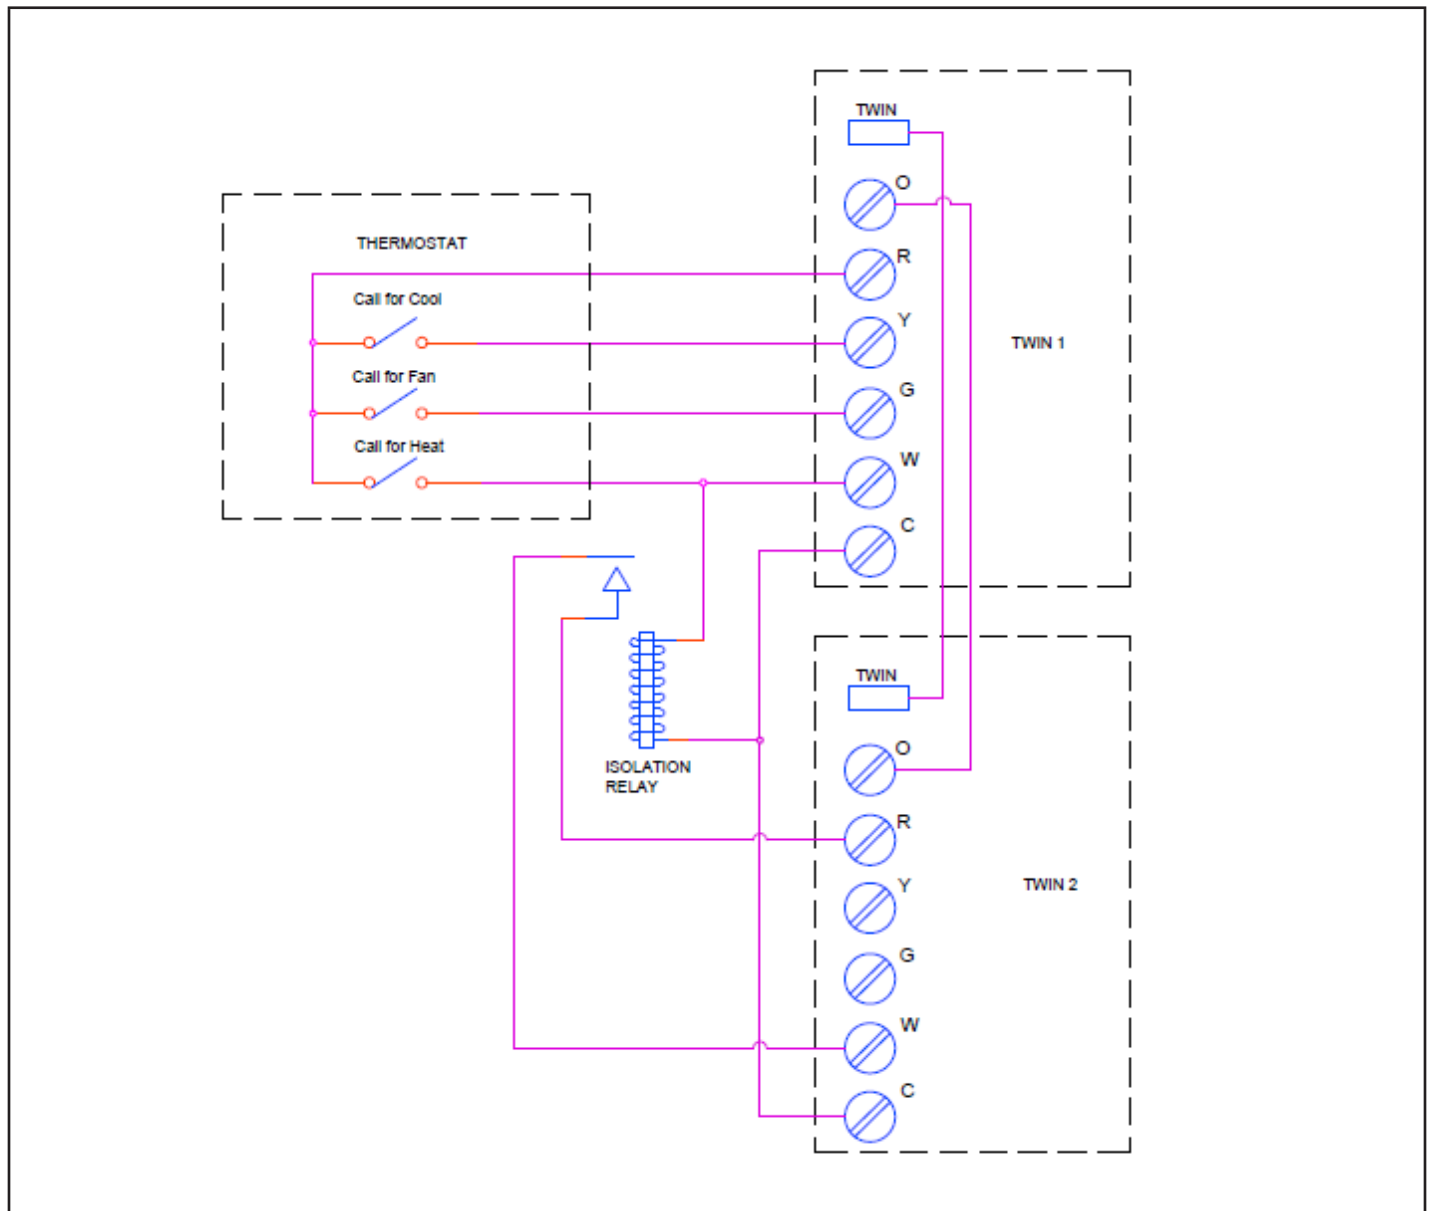 TWIN
O
THERMOSTAT
R
Call for Cool
Y
TWIN 1
Call for Fan
G
Call for Heat
W
C
TWIN
O
ISOLATION
RELAY
R
Y
TWIN 2
G
W
C